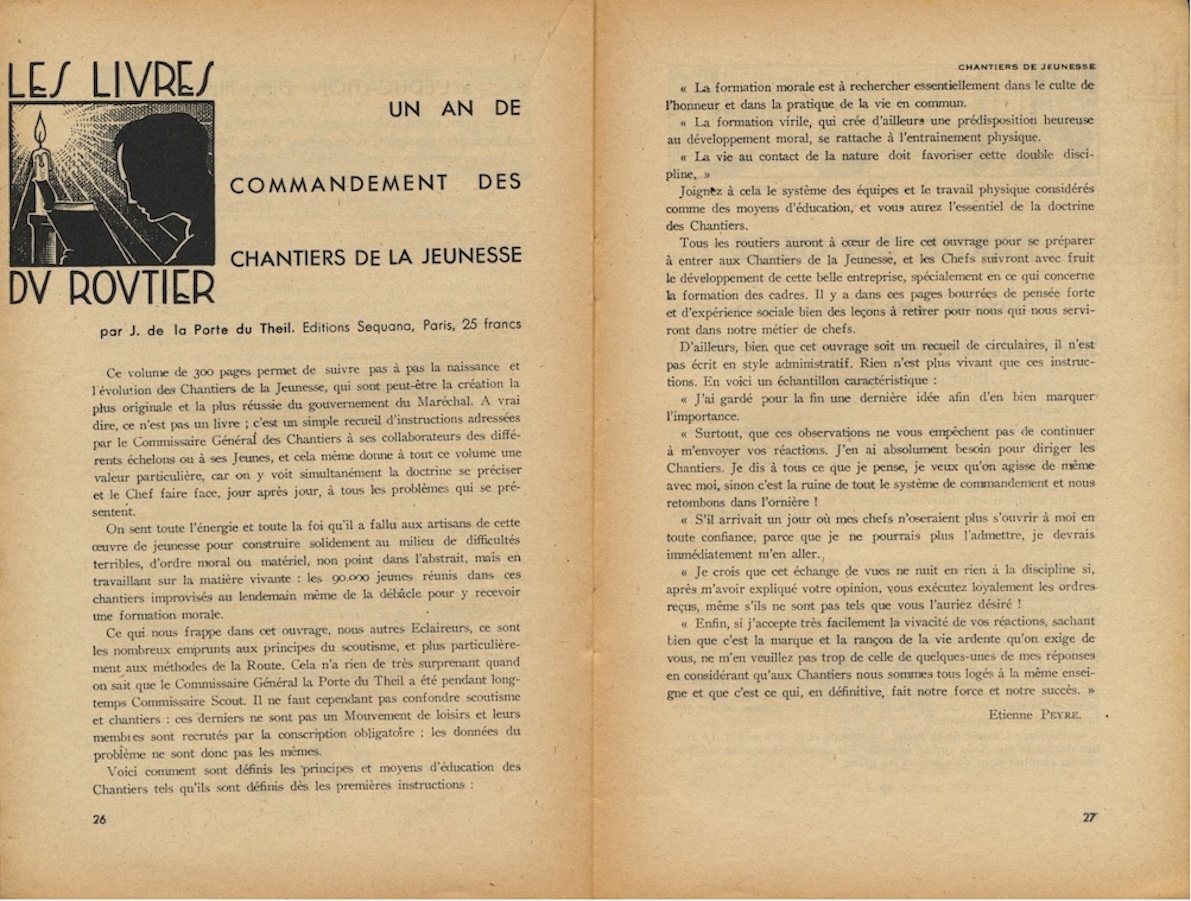 LES LIVRES
DV ROVTIER
UN AN DE
COMMANDEMENT DES
CHANTIERS DE LA JEUNESSE
par J. de la Porte du Theil. Editions Sequana, Paris, 25 francs
Ce volume de 300 pages permet de suivre pas à pas la naissance et
l'évolution des Chantiers de la Jeunesse, qui sont peut-être la création la
plus originale et la plus réussie du gouvernement du Maréchal. A vrai
dire, ce n'est pas un livre ; c'est un simple recueil d'instructions adressées
par le Commissaire Général des Chantiers à ses collaborateurs des diffé-
rents échelons ou à ses Jeunes, et cela même donne à tout ce volume une
valeur particulière, car on y voit simultanément la doctrine se préciser
et le Chef faire face, jour après jour, à tous les problèmes qui se pré-
sentent.
On sent toute l'énergie et toute la foi qu'il a fallu aux artisans de cette
œuvre de jeunesse pour construire solidement au milieu de difficultés
terribles, d'ordre moral ou matériel, non point dans l'abstrait, mais en
travaillant sur la matière vivante : les 90.000 jeunes réunis dans ces
chantiers improvisés au lendemain même de la débâcle pour y recevoir
une formation morale.
Ce qui nous frappe dans cet ouvrage, nous autres Eclaireurs, ce sont
les nombreux emprunts aux principes du scoutisme, et plus particulière-
ment aux méthodes de la Route. Cela n'a rien de très surprenant quand
on sait que le Commissaire Général la Porte du Theil a été pendant long-
temps Commissaire Scout. Il ne faut cependant pas confondre scoutisme
et chantiers : ces derniers ne sont pas un Mouvement de loisirs et leurs
membres sont recrutés par la conscription obligatoire ; les données du
problème ne sont donc pas les mêmes.
Voici comment sont définis les principes et moyens d'éducation des
Chantiers tels qu'ils sont définis dès les premières instructions :
26
CHANTIERS DE JEUNESSE
« La formation morale est à rechercher essentiellement dans le culte de
l'honneur et dans la pratique de la vie en commun.
« La formation virile, qui crée d'ailleurs une prédisposition heureuse
au développement moral, se rattache à l'entrainement physique.
« La vie au contact de la nature doit favoriser cette double disci-
pline. »
Joignez à cela le système des équipes et le travail physique considérés
comme des moyens d'éducation, et vous aurez l'essentiel de la doctrine
des Chantiers.
Tous les routiers auront à cœur de lire cet ouvrage pour se préparer
à entrer aux Chantiers de la Jeunesse, et les Chefs suivront avec fruit
le développement de cette belle entreprise, spécialement en ce qui concerne
la formation des cadres. Il y a dans ces pages bourrées de pensée forte
et d'expérience sociale bien des leçons à retirer pour nous qui nous servi-
ront dans notre métier de chefs.
D'ailleurs, bien que cet ouvrage soit un recueil de circulaires, il n'est
pas écrit en style administratif. Rien n'est plus vivant que ces instruc-
tions. En voici un échantillon caractéristique :
« J'ai gardé pour la fin une dernière idée afin d'en bien marquer
l'importance.
« Surtout, que ces observations ne vous empêchent pas de continuer
à m'envoyer vos réactions. J'en ai absolument besoin pour diriger les
Chantiers. Je dis à tous ce que je pense, je veux qu'on agisse de même
avec moi, sinon c'est la ruine de tout le système de commandement et nous
retombons dans l'ornière !
« S'il arrivait un jour où mes chefs n'oseraient plus s'ouvrir à moi en
toute confiance, parce que je ne pourrais plus l'admettre, je devrais
immédiatement m'en aller.
« Je crois que cet échange de vues ne nuit en rien à la discipline si,
après m'avoir expliqué votre opinion, vous exécutez loyalement les ordres
reçus, même s'ils ne sont pas tels que vous l'auriez désiré !
« Enfin, si j'accepte très facilement la vivacité de vos réactions, sachant
bien que c'est la marque et la rançon de la vie ardente qu'on exige de
vous, ne m'en veuillez pas trop de celle de quelques-unes de mes réponses
en considérant qu'aux Chantiers nous sommes tous logés à la même ensei-
gne et que c'est ce qui, en définitive, fait notre force et notre succès. »
Etienne PEYRE.
27